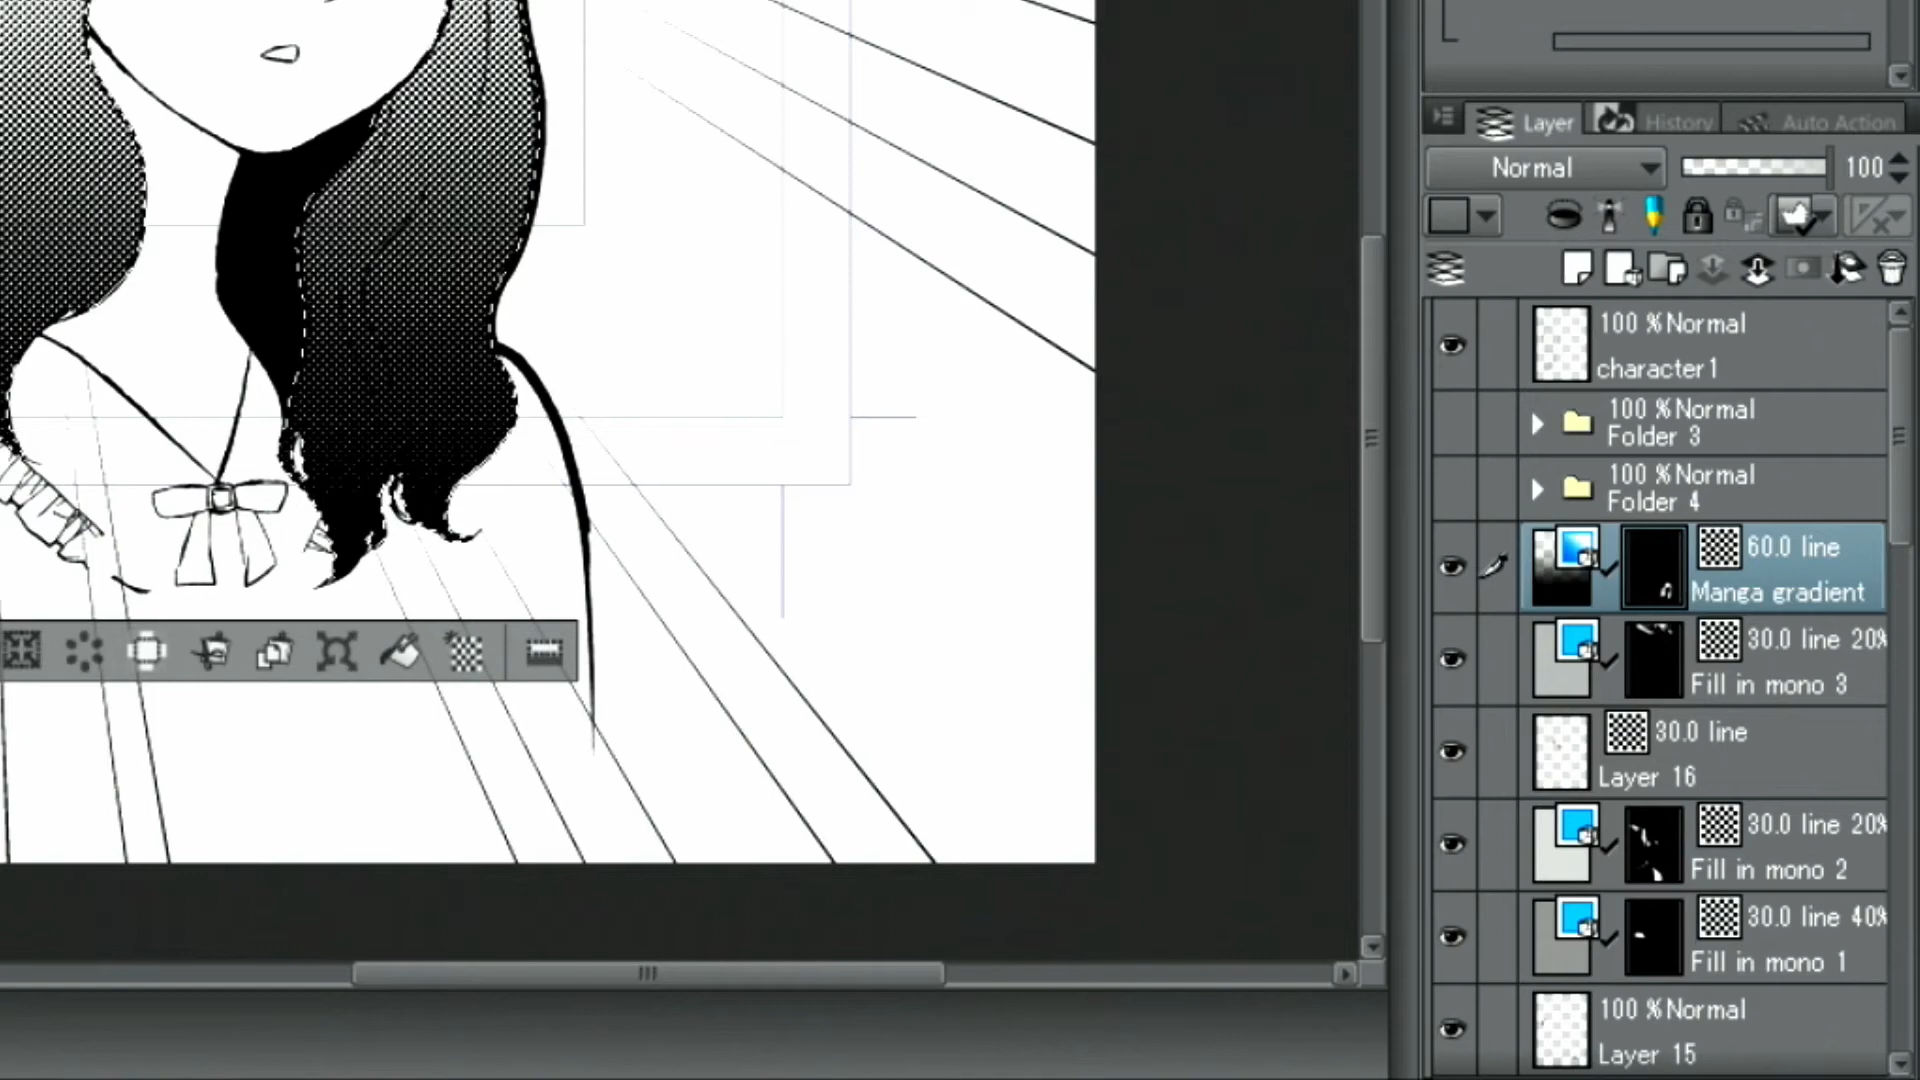 Layer
History
Auto Action
Normal
100
100 %Normal
character1
100 %Normal
Folder 3
100 %Normal
Folder 4
60.0 line
Manga gradient
30.0 line 20%
Fill in mono 3
30.0 line
Layer 16
30.0 line 20%
Fill in mono 2
30.0 line 40%
Fill in mono 1
100 %Normal
Layer 15